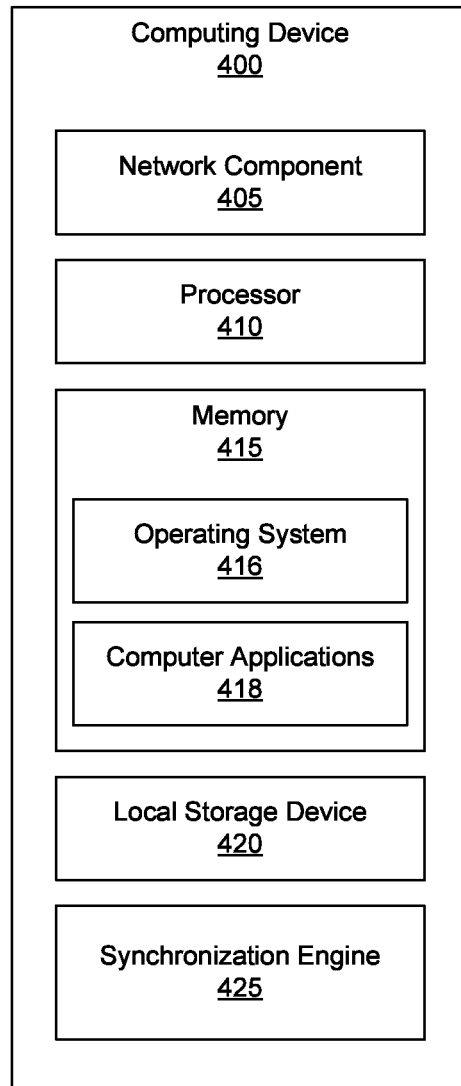 Computing Device
400
Network Component
405
Processor
410
Memory
415
Operating System
416
Computer Applications
418
Local Storage Device
420
Synchronization Engine
425